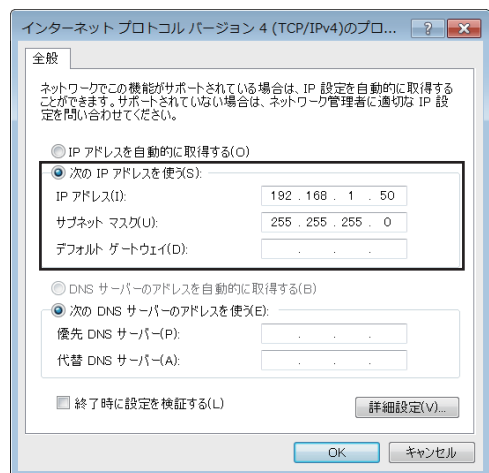 インターネット プロトコル バージョン 4 (TCP/IPv4)のプロ...
全般
ネットワークでこの機能がサポートされている場合は、IP 設定を自動的に取得する
ことができます。サポートされていない場合は、ネットワーク管理者に適切な IP 設
定を問い合わせてください。
IP アドレスを自動的に取得する(O)
次の IP アドレスを使う(S):
IP アドレス(I): 192 . 168 . 1 . 50
サブネット マスク(U): 255 . 255 . 255 . 0
デフォルト ゲートウェイ(D): . . .
DNS サーバーのアドレスを自動的に取得する(B)
次の DNS サーバーのアドレスを使う(E):
優先 DNS サーバー(P): . . .
代替 DNS サーバー(A): . . .
終了時に設定を検証する(L)
詳細設定(V)...
OK キャンセル